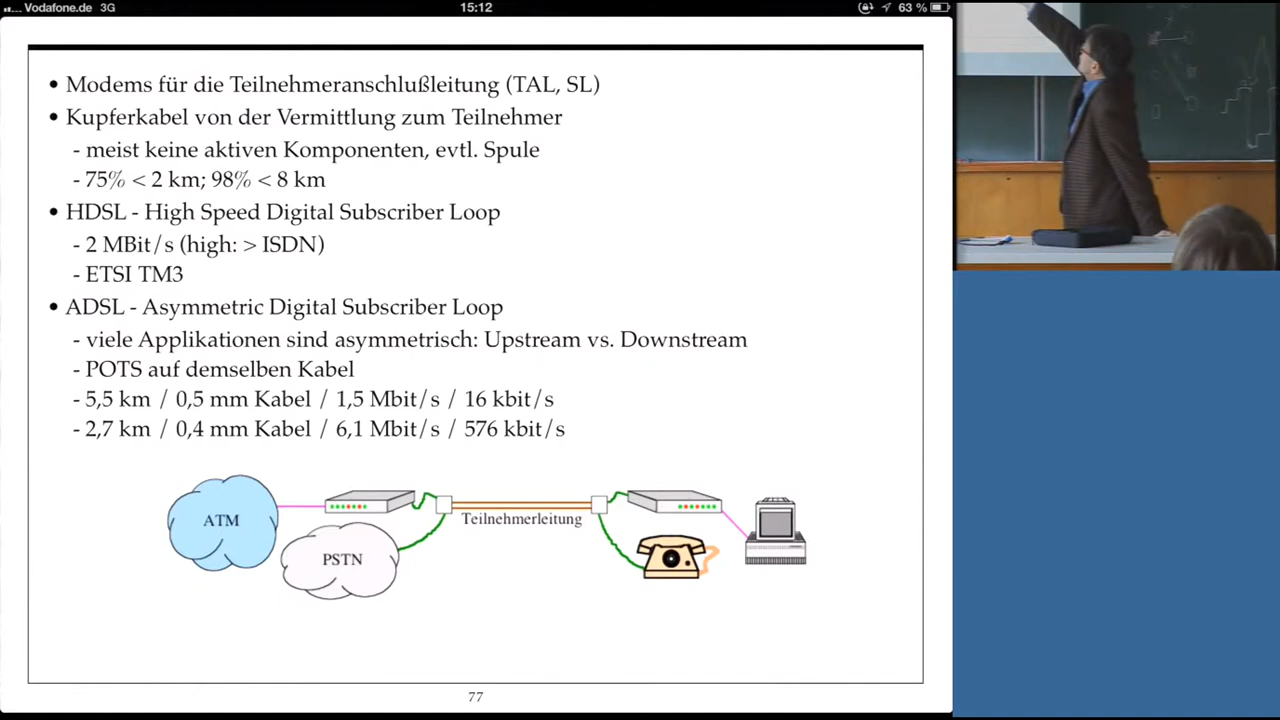 Vodafone.de 3G 15:12 63 %
• Modems für die Teilnehmeranschlußleitung (TAL, SL)
• Kupferkabel von der Vermittlung zum Teilnehmer
- meist keine aktiven Komponenten, evtl. Spule
- 75% < 2 km; 98% < 8 km
• HDSL - High Speed Digital Subscriber Loop
- 2 MBit/s (high: > ISDN)
- ETSI TM3
• ADSL - Asymmetric Digital Subscriber Loop
- viele Applikationen sind asymmetrisch: Upstream vs. Downstream
- POTS auf demselben Kabel
- 5,5 km / 0,5 mm Kabel / 1,5 Mbit/s / 16 kbit/s
- 2,7 km / 0,4 mm Kabel / 6,1 Mbit/s / 576 kbit/s
ATM
Teilnehmerleitung
PSTN
77